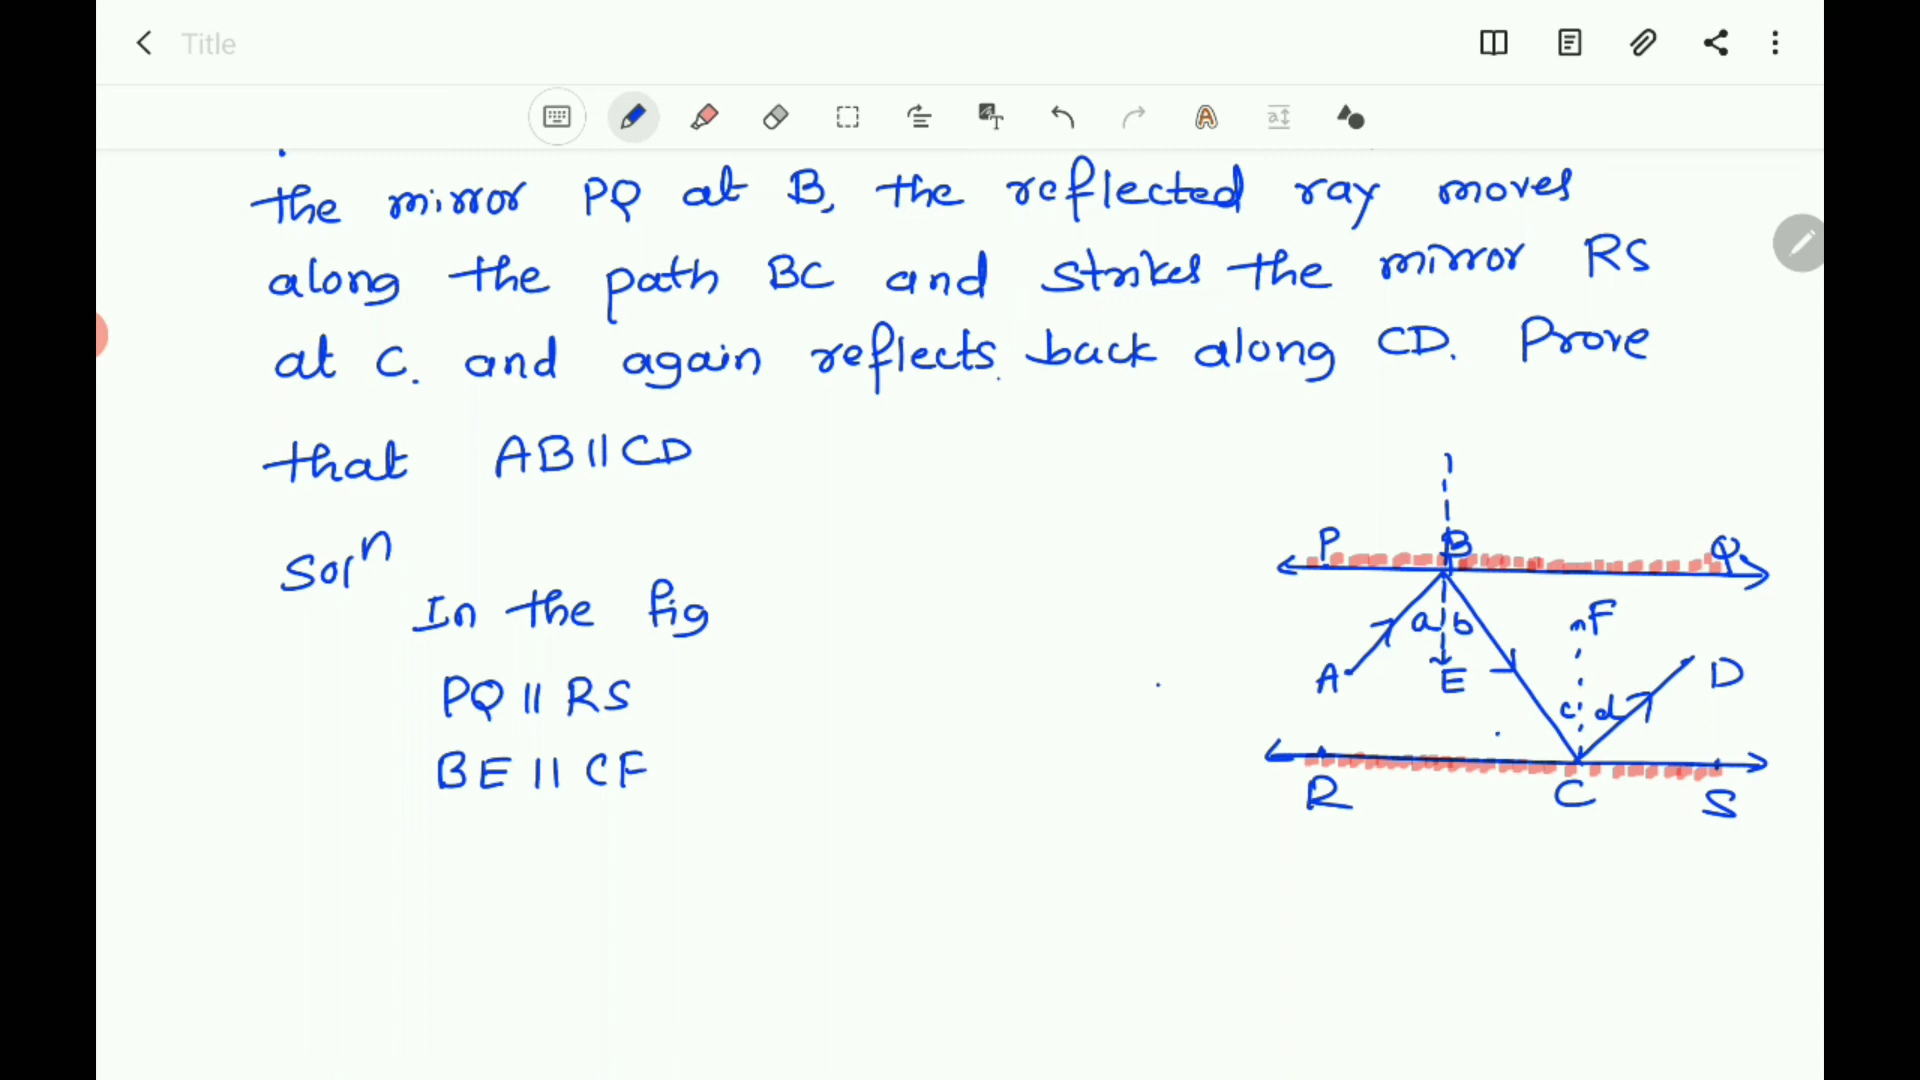 Title
the mirror PQ at B, the reflected ray moves
along the path BC and strikes the mirror RS
at C. and again reflects back along CD. Prove
that AB || CD
Solⁿ
In the fig
PQ || RS
BE || CF
P B Q
a b F
A E D
c d
R C S